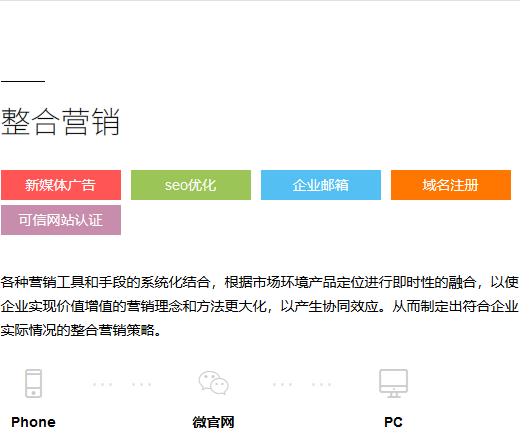 整合营销
新媒体广告 seo优化 企业邮箱 域名注册
可信网站认证
各种营销工具和手段的系统化结合，根据市场环境产品定位进行即时性的融合，以使
企业实现价值增值的营销理念和方法更大化，以产生协同效应。从而制定出符合企业
实际情况的整合营销策略。
Phone 微官网 PC